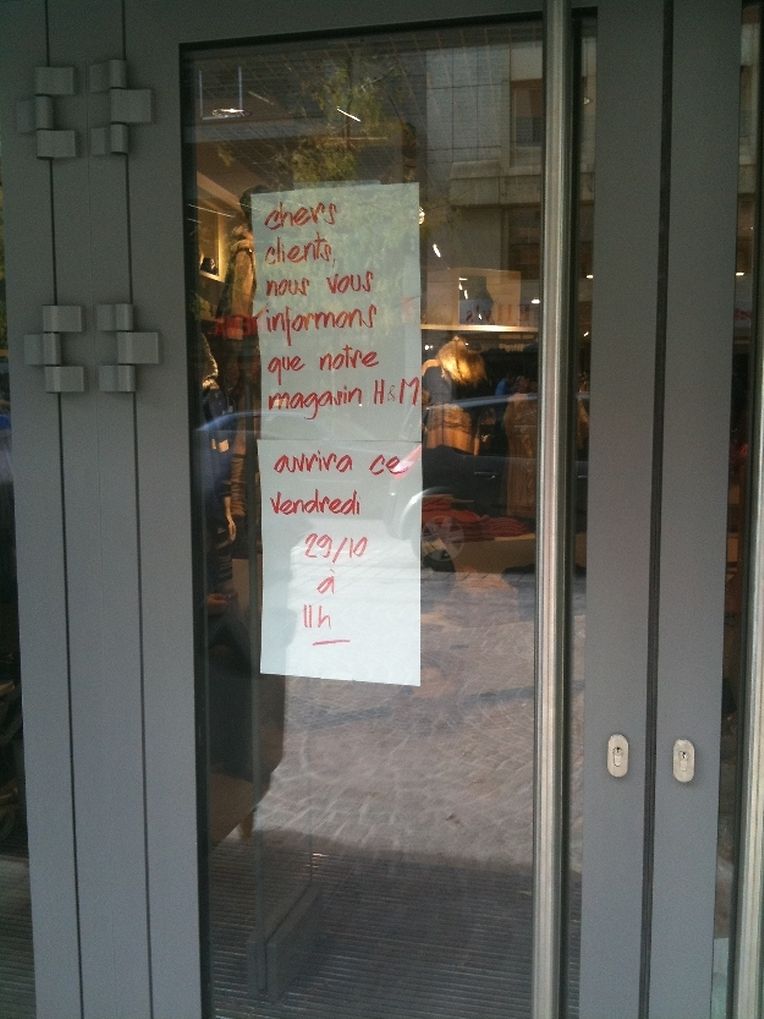 chers
clients,
nous vous
informons
que notre
magasin H&M
ouvrira ce
vendredi
29/10
à
11h